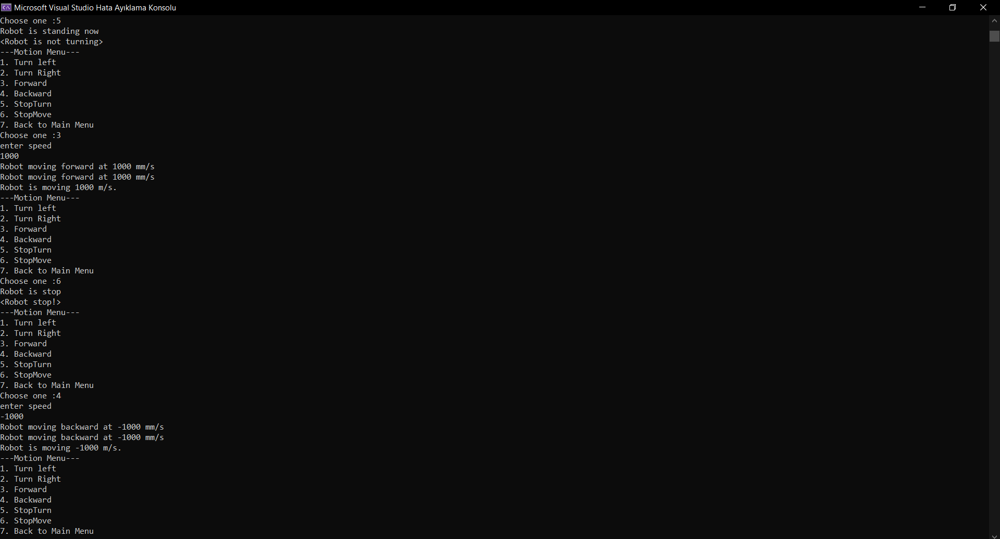 Microsoft Visual Studio Hata Ayıklama Konsolu
Choose one :5
Robot is standing now
<Robot is not turning>
---Motion Menu---
1. Turn left
2. Turn Right
3. Forward
4. Backward
5. StopTurn
6. StopMove
7. Back to Main Menu
Choose one :3
enter speed
1000
Robot moving forward at 1000 mm/s
Robot moving forward at 1000 mm/s
Robot is moving 1000 m/s.
---Motion Menu---
1. Turn left
2. Turn Right
3. Forward
4. Backward
5. StopTurn
6. StopMove
7. Back to Main Menu
Choose one :6
Robot is stop
<Robot stop!>
---Motion Menu---
1. Turn left
2. Turn Right
3. Forward
4. Backward
5. StopTurn
6. StopMove
7. Back to Main Menu
Choose one :4
enter speed
-1000
Robot moving backward at -1000 mm/s
Robot moving backward at -1000 mm/s
Robot is moving -1000 m/s.
---Motion Menu---
1. Turn left
2. Turn Right
3. Forward
4. Backward
5. StopTurn
6. StopMove
7. Back to Main Menu